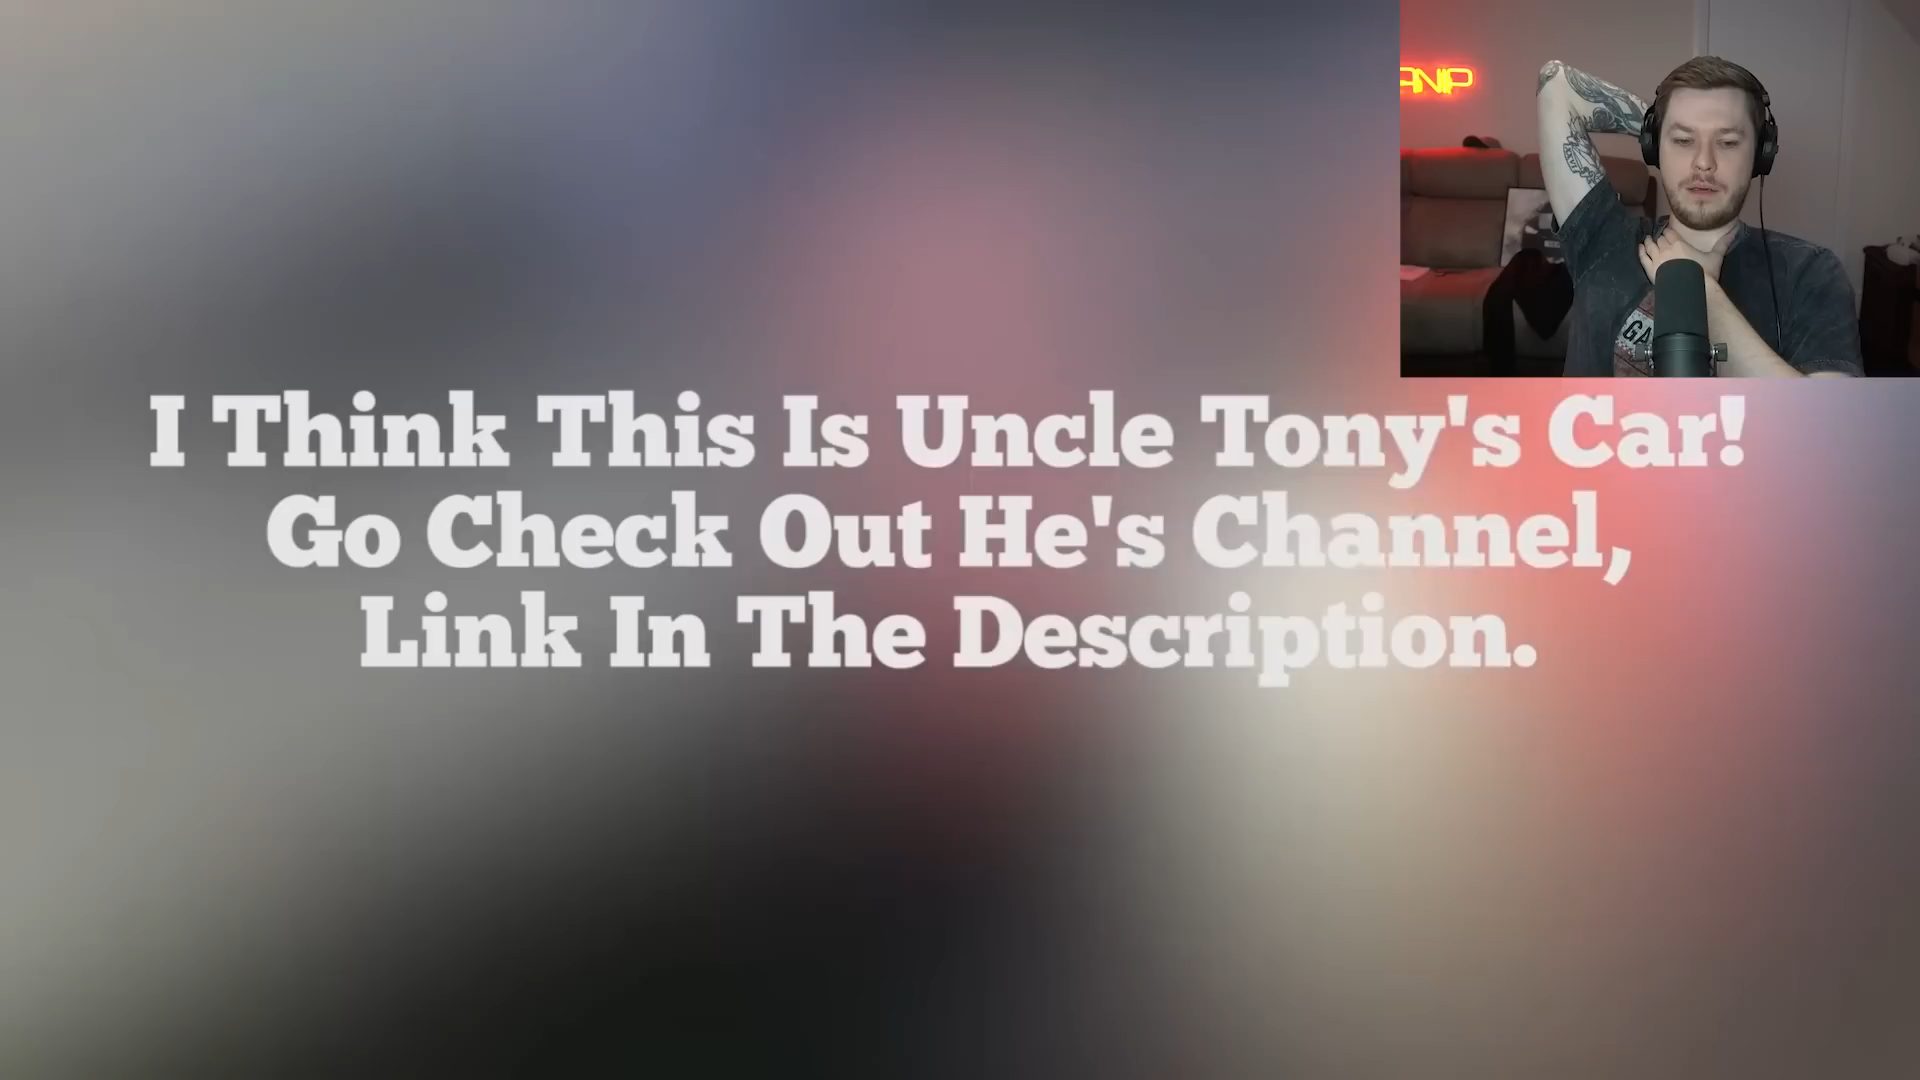 I Think This Is Uncle Tony's Car!
Go Check Out He's Channel,
Link In The Description.